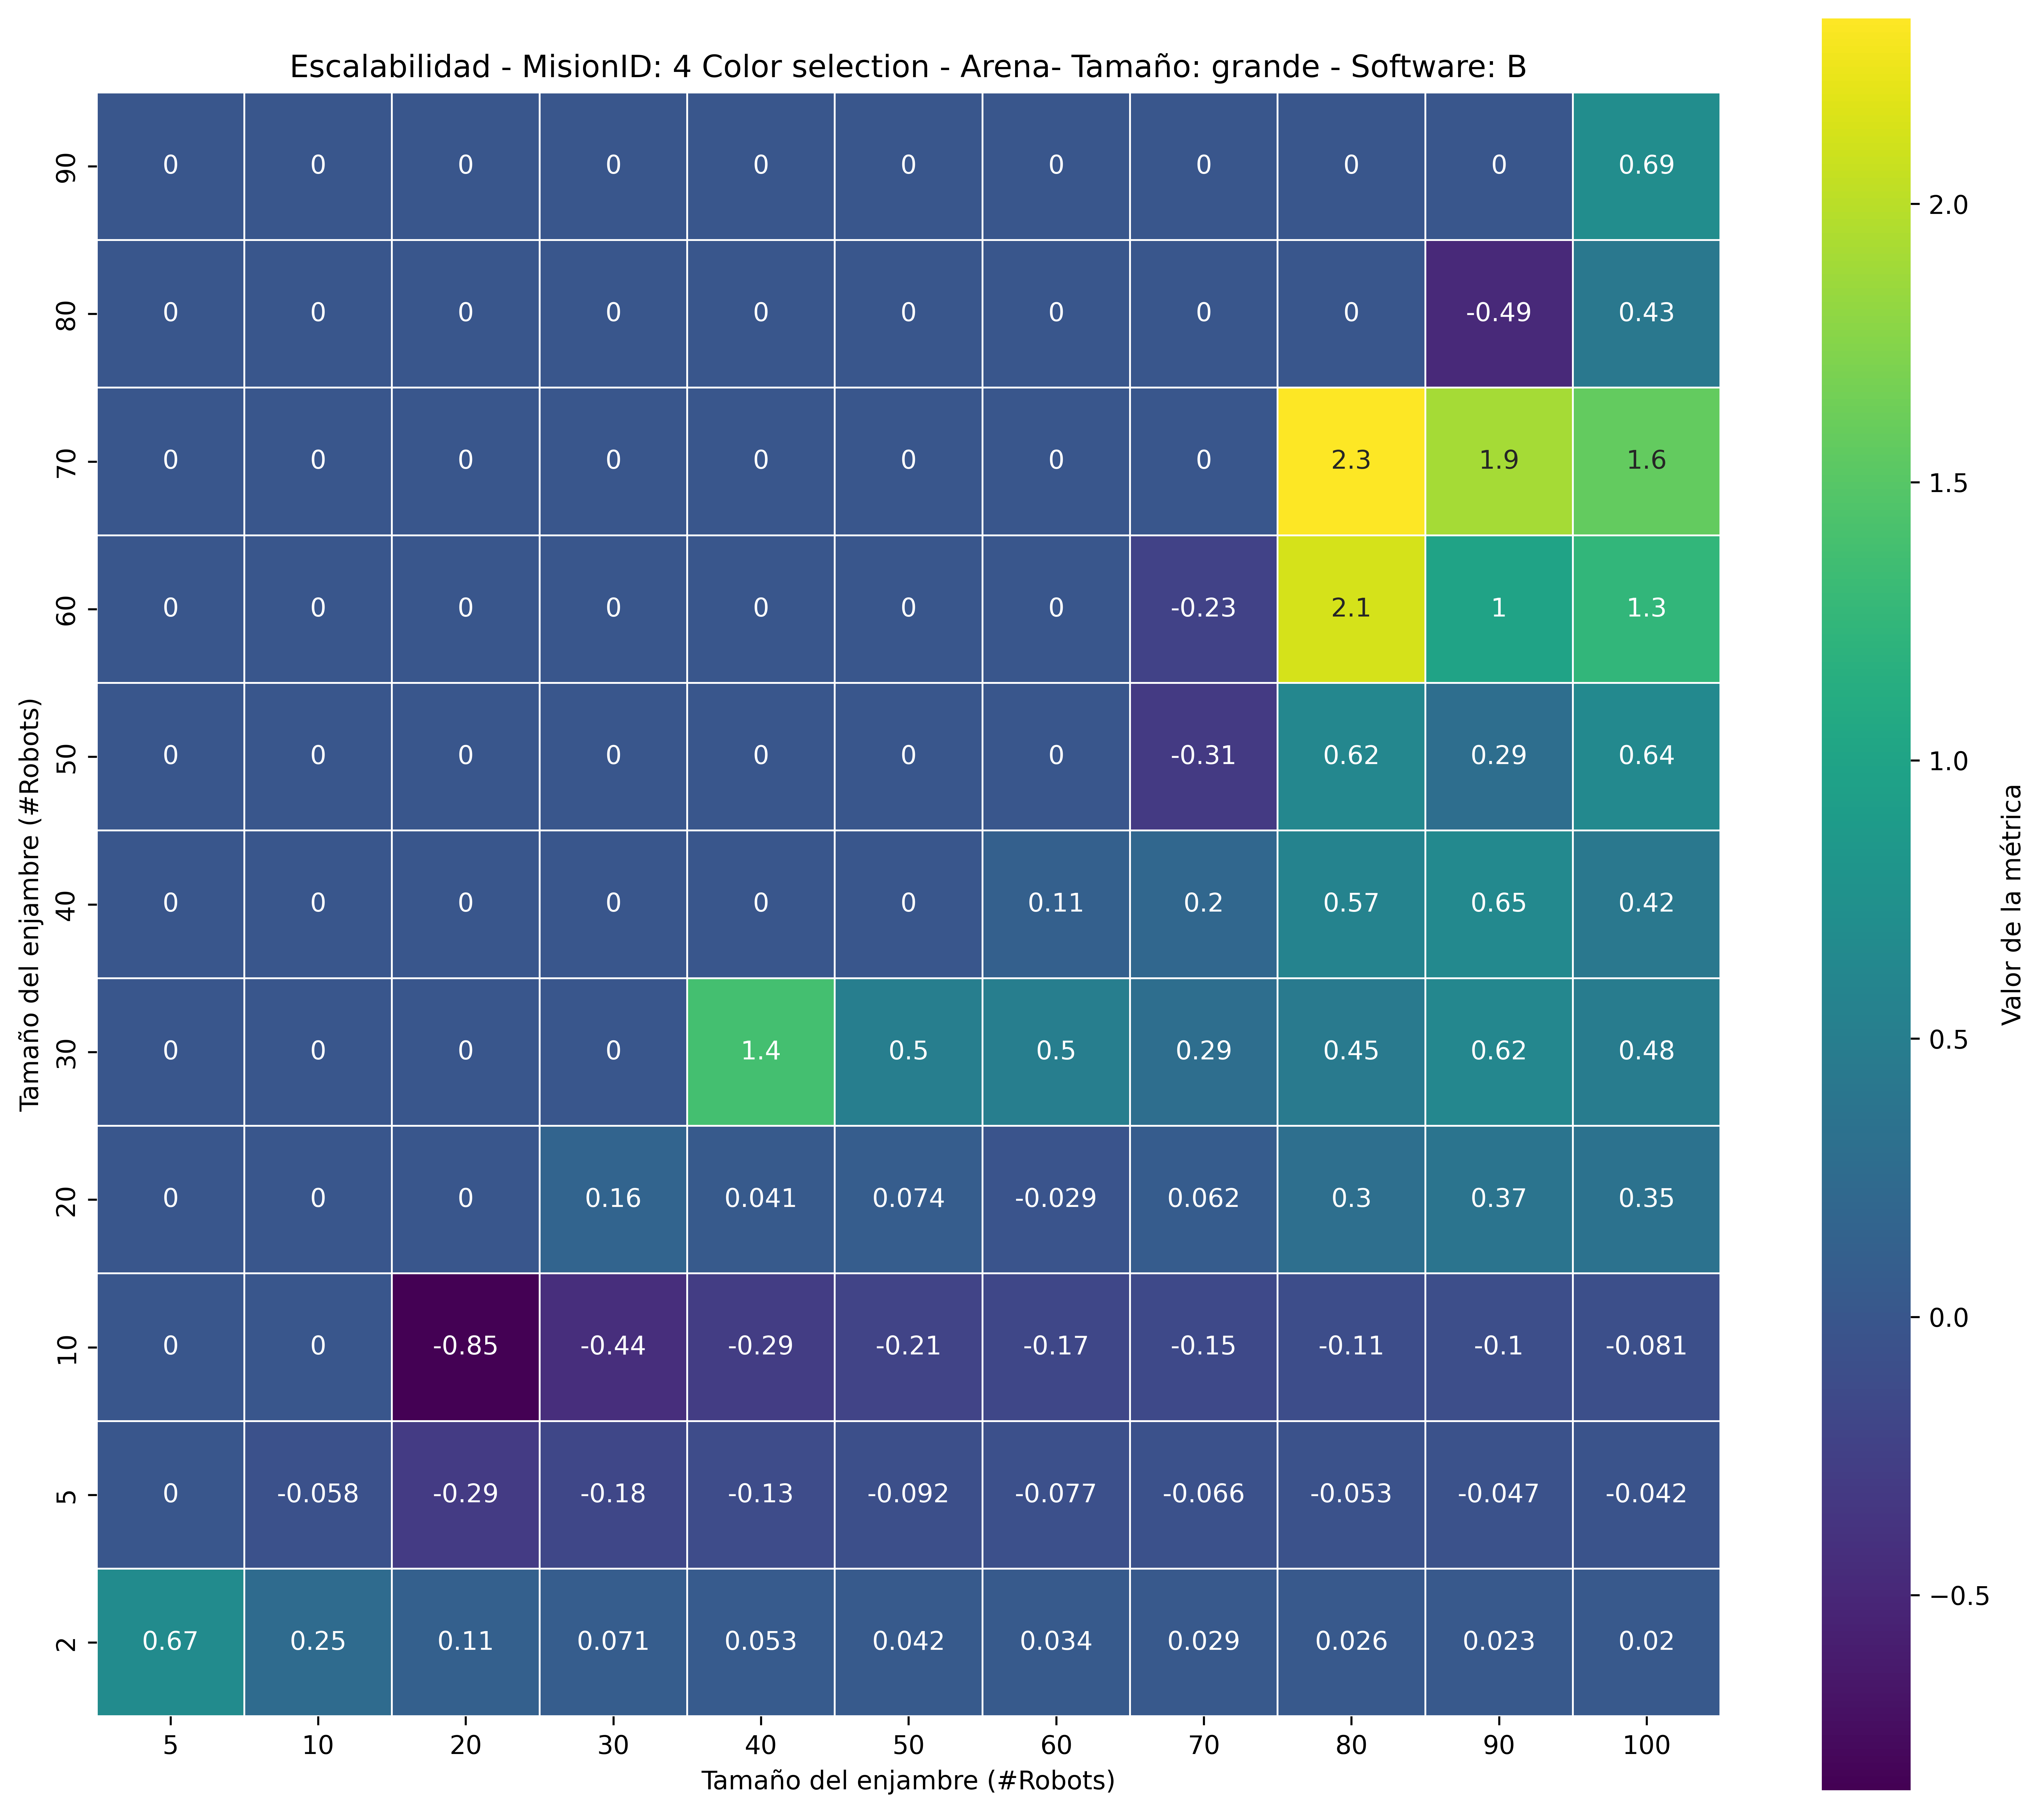 Escalabilidad - MisionID: 4 Color selection - Arena- Tamaño: grande - Software: B
90 0 0 0 0 0 0 0 0 0 0 0.69
80 0 0 0 0 0 0 0 0 0 -0.49 0.43
70 0 0 0 0 0 0 0 0 2.3 1.9 1.6
60 0 0 0 0 0 0 0 -0.23 2.1 1 1.3
50 0 0 0 0 0 0 0 -0.31 0.62 0.29 0.64
40 0 0 0 0 0 0 0.11 0.2 0.57 0.65 0.42
30 0 0 0 0 1.4 0.5 0.5 0.29 0.45 0.62 0.48
20 0 0 0 0.16 0.041 0.074 -0.029 0.062 0.3 0.37 0.35
10 0 0 -0.85 -0.44 -0.29 -0.21 -0.17 -0.15 -0.11 -0.1 -0.081
5 0 -0.058 -0.29 -0.18 -0.13 -0.092 -0.077 -0.066 -0.053 -0.047 -0.042
2 0.67 0.25 0.11 0.071 0.053 0.042 0.034 0.029 0.026 0.023 0.02
5 10 20 30 40 50 60 70 80 90 100
Tamaño del enjambre (#Robots)
Tamaño del enjambre (#Robots)
2.0
1.5
1.0
0.5
0.0
−0.5
Valor de la métrica